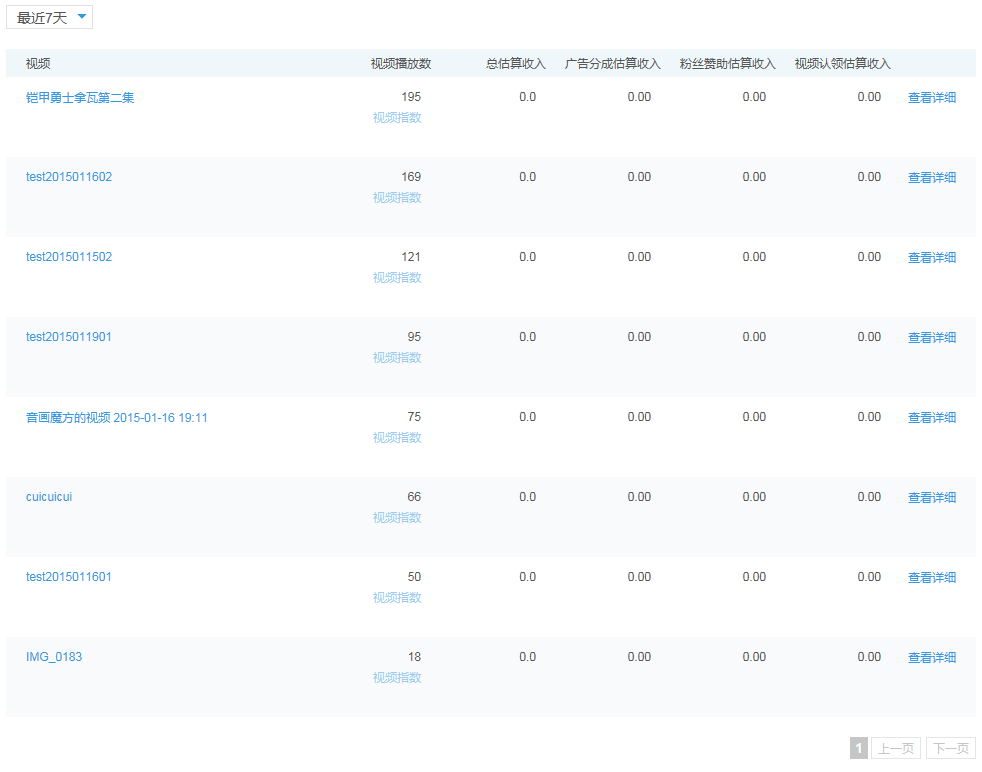 最近7天
视频 视频播放数 总估算收入 广告分成估算收入 粉丝赞助估算收入 视频认领估算收入
铠甲勇士拿瓦第二集 195 0.0 0.00 0.00 0.00 查看详细
视频指数
test2015011602 169 0.0 0.00 0.00 0.00 查看详细
视频指数
test2015011502 121 0.0 0.00 0.00 0.00 查看详细
视频指数
test2015011901 95 0.0 0.00 0.00 0.00 查看详细
视频指数
音画魔方的视频 2015-01-16 19:11 75 0.0 0.00 0.00 0.00 查看详细
视频指数
cuicuicui 66 0.0 0.00 0.00 0.00 查看详细
视频指数
test2015011601 50 0.0 0.00 0.00 0.00 查看详细
视频指数
IMG_0183 18 0.0 0.00 0.00 0.00 查看详细
视频指数
1 上一页 下一页